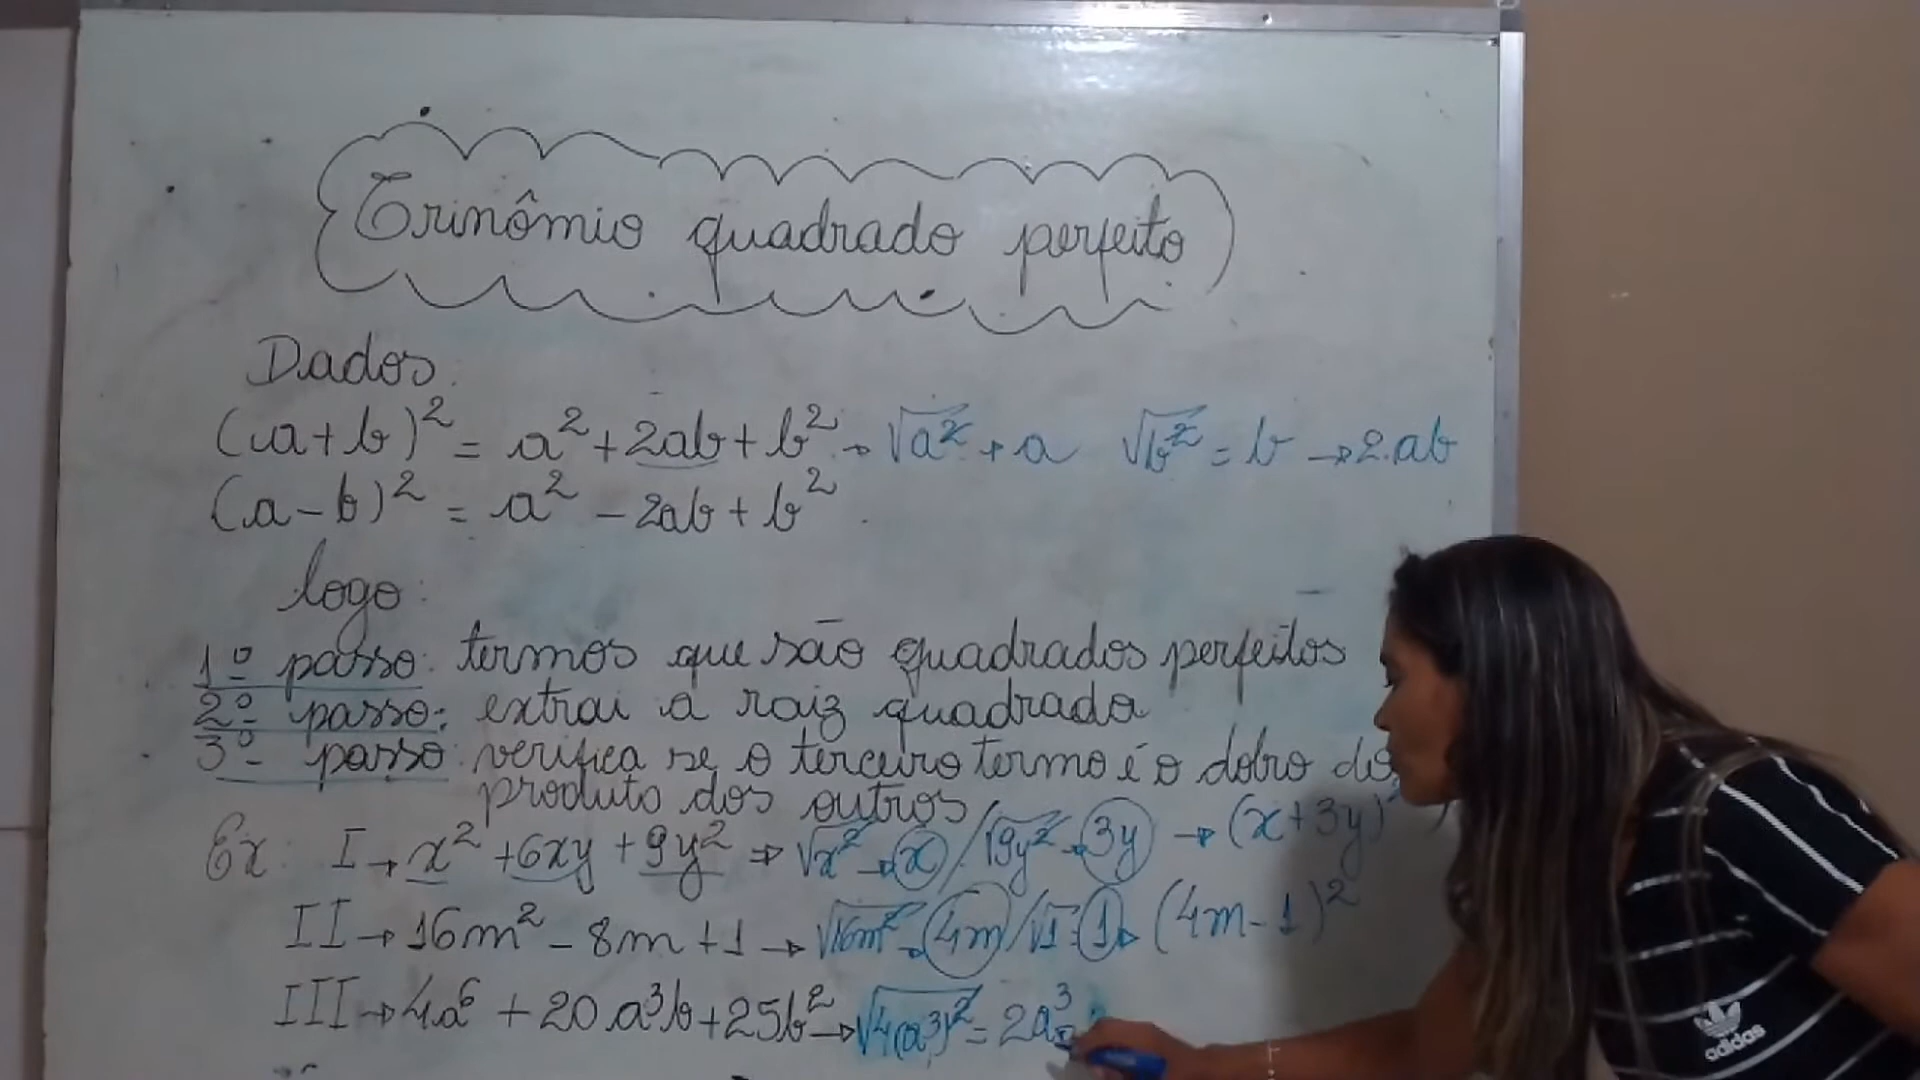 Trinômio quadrado perfeito
Dados.
(a+b)² = a² + 2ab + b² → √a² → a √b² = b → 2.ab
(a-b)² = a² - 2ab + b².
logo:
1º passo: termos que são quadrados perfeitos
2º passo: extrai a raiz quadrada
3º passo: verifica se o terceiro termo é o dobro do
produto dos outros
Ex: I → x² + 6xy + 9y² ⇒ √x² → x / √9y² → 3y → (x+3y)²
II → 16m² - 8m + 1 → √16m² → 4m / √1 = 1 → (4m-1)²
III → 4a⁶ + 20a³b + 25b² → √4(a³)² = 2a³
adidas